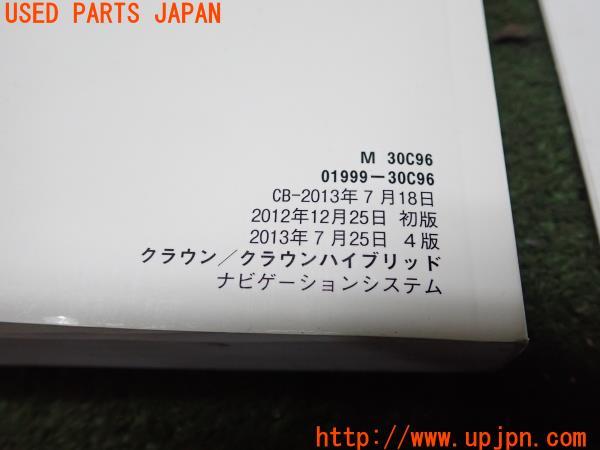 USED PARTS JAPAN
M 30C96
01999-30C96
CB-2013年7月18日
2012年12月25日 初版
2013年7月25日 4版
クラウン/クラウンハイブリッド
ナビゲーションシステム
http://www.upjpn.com/